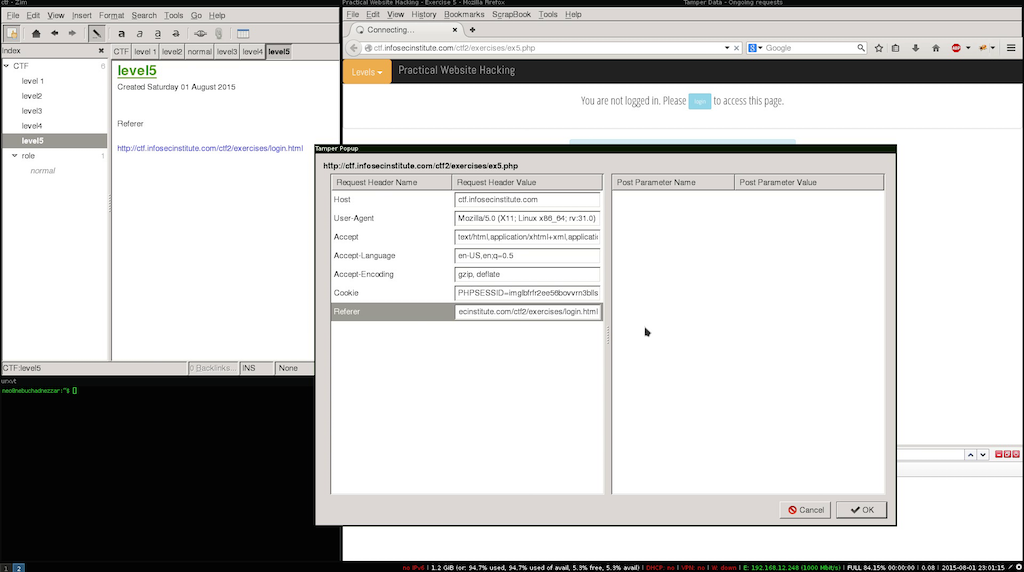 ctf - Zim
File Edit View Insert Format Search Tools Go Help
a a a a
Index
CTF level 1 level2 normal level3 level4 level5
CTF 6
level 1
level2
level3
level4
level5
role 1
normal
level5
Created Saturday 01 August 2015
Referer
http://ctf.infosecinstitute.com/ctf2/exercises/login.html
CTF:level5 0 Backlinks... INS None
urxvt
neo@nebuchadnezzar:~$ []
Practical Website Hacking - Exercise 5 - Mozilla Firefox Tamper Data - Ongoing requests
File Edit View History Bookmarks ScrapBook Tools Help
Connecting...
ctf.infosecinstitute.com/ctf2/exercises/ex5.php
Google
ABP
Levels Practical Website Hacking
You are not logged in. Please login to access this page.
Tamper Popup
http://ctf.infosecinstitute.com/ctf2/exercises/ex5.php
Request Header Name Request Header Value Post Parameter Name Post Parameter Value
Host ctf.infosecinstitute.com
User-Agent Mozilla/5.0 (X11; Linux x86_64; rv:31.0)
Accept text/html,application/xhtml+xml,applicati
Accept-Language en-US,en;q=0.5
Accept-Encoding gzip, deflate
Cookie
Referer ecinstitute.com/ctf2/exercises/login.html
Cancel OK
1 2
no IPv6 | 1.2 GiB (or: 94.7% used, 94.7% of avail, 5.3% free, 5.3% avail) | DHCP: no | VPN: no | W: down | E: 192.168.12.248 (1000 Mbit/s) | FULL 84.15% 00:00:00 | 0.08 | 2015-08-01 23:01:15